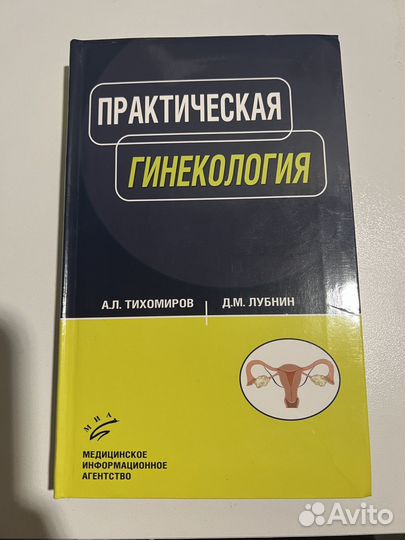 ПРАКТИЧЕСКАЯ
ГИНЕКОЛОГИЯ
А.Л. ТИХОМИРОВ
Д.М. ЛУБНИН
МИА
МЕДИЦИНСКОЕ
ИНФОРМАЦИОННОЕ
АГЕНТСТВО
Avito